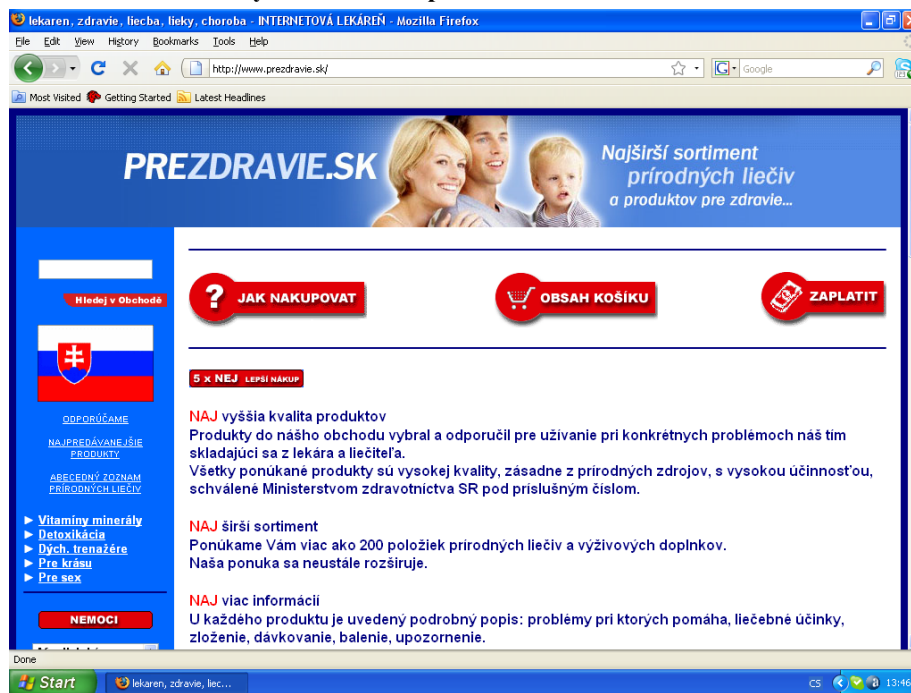 lekaren, zdravie, liecba, lieky, choroba - INTERNETOVÁ LEKÁREŇ - Mozilla Firefox
File Edit View History Bookmarks Tools Help
http://www.prezdravie.sk/
Google
Most Visited Getting Started Latest Headlines
PREZDRAVIE.SK
Najširší sortiment
prírodných liečiv
a produktov pre zdravie...
Hledej v Obchodě
ODPORÚČAME
NAJPREDÁVANEJŠIE
PRODUKTY
ABECEDNÝ ZOZNAM
PRÍRODNÝCH LIEČIV
Vitamíny minerály
Detoxikácia
Dých. trenažére
Pre krásu
Pre sex
NEMOCI
? JAK NAKUPOVAT
OBSAH KOŠÍKU
ZAPLATIT
5 x NEJ LEPŠÍ NÁKUP
NAJ vyššia kvalita produktov
Produkty do nášho obchodu vybral a odporučil pre užívanie pri konkrétnych problémoch náš tím
skladajúci sa z lekára a liečiteľa.
Všetky ponúkané produkty sú vysokej kvality, zásadne z prírodných zdrojov, s vysokou účinnosťou,
schválené Ministerstvom zdravotníctva SR pod príslušným číslom.
NAJ širší sortiment
Ponúkame Vám viac ako 200 položiek prírodných liečiv a výživových doplnkov.
Naša ponuka sa neustále rozširuje.
NAJ viac informácií
U každého produktu je uvedený podrobný popis: problémy pri ktorých pomáha, liečebné účinky,
zloženie, dávkovanie, balenie, upozornenie.
Done
Start
lekaren, zdravie, liec...
CS
13:46